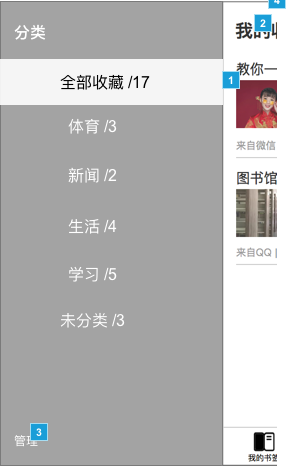 4
分类
2
我的
全部收藏 /17
1
教你一
体育 /3
来自微信
新闻 /2
图书馆
生活 /4
来自QQ |
学习 /5
未分类 /3
管理
3
我的书签